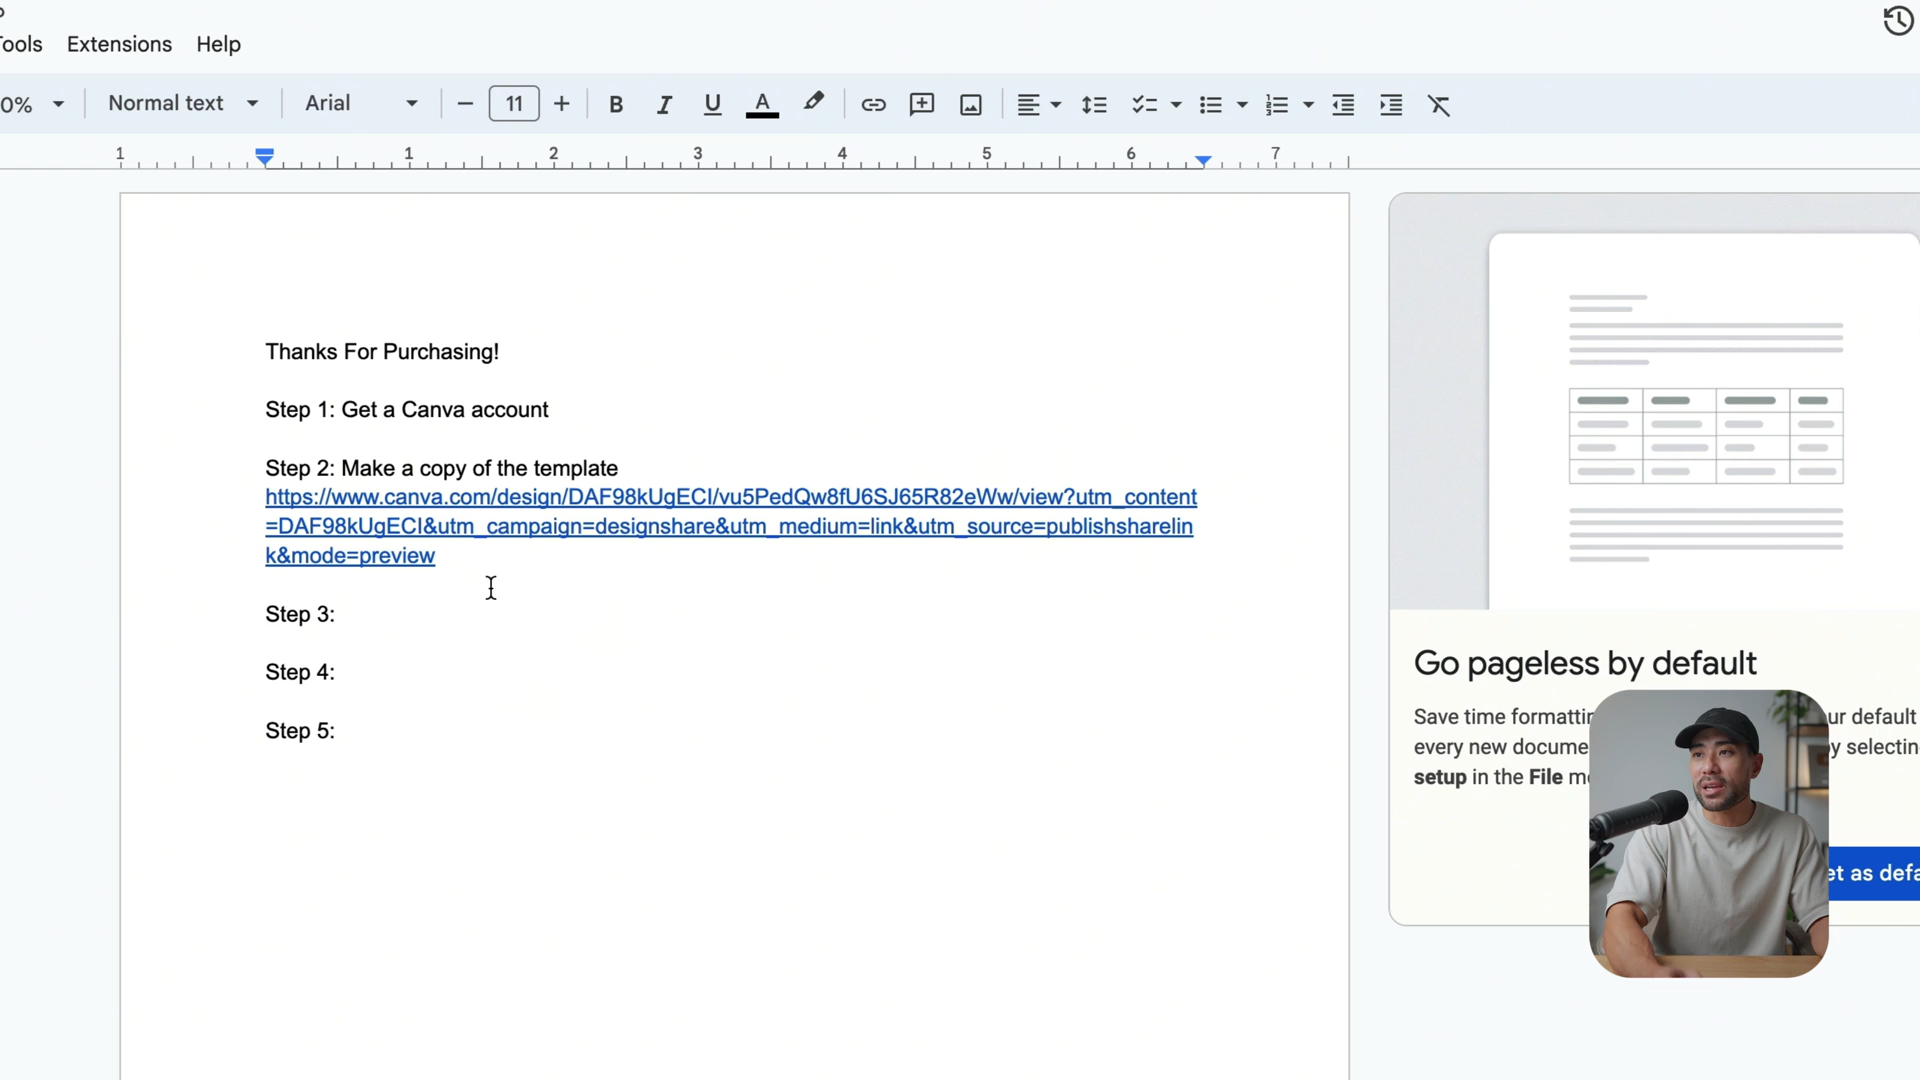 Tools Extensions Help
0% Normal text Arial 11 B I U A
1 1 2 3 4 5 6 7
Thanks For Purchasing!
Step 1: Get a Canva account
Step 2: Make a copy of the template
https://www.canva.com/design/DAF98kUgECI/vu5PedQw8fU6SJ65R82eWw/view?utm_content
=DAF98kUgECI&utm_campaign=designshare&utm_medium=link&utm_source=publishsharelin
k&mode=preview
Step 3:
Step 4:
Step 5:
Go pageless by default
Save time formattin ur default
every new docume y selectin
setup in the File m
et as defa